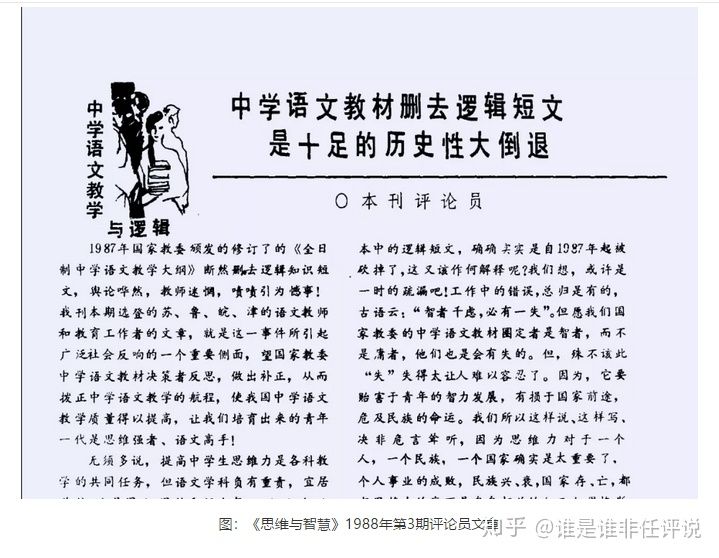 中学语文教学
与逻辑
中学语文教材删去逻辑短文
是十足的历史性大倒退
○本刊评论员
1987年国家教委颁发的修订了的《全日
制中学语文教学大纲》断然删去逻辑知识短
文，舆论哗然，教师迷惘，啧啧引为憾事！
我刊本期选登的苏、鲁、皖、津的语文教师
和教育工作者的文章，就是这一事件所引起
广泛社会反响的一个重要侧面，望国家教委
中学语文教材决策者反思，做出补正，从而
拨正中学语文教学的航程，使我国中学语文
教学质量得以提高，让我们培育出来的青年
一代是思维强者、语文高手！
无须多说，提高中学生思维力是各科教
学的共同任务，但语文学科负有重责，宜居
本中的逻辑短文，确确实实是自1987年起被
砍掉了，这又该作何解释呢？我们想，或许是
一时的疏漏吧！工作中的错误，总归是有的，
古语云：“智者千虑，必有一失”。但愿我们国
家教委的中学语文教材圈定者是智者，而不
是庸者，他们也是会有失的。但，殊不该此
“失”失得太让人难以容忍了。因为，它要
贻害于青年的智力发展，有损于国家前途，
危及民族的命运。我们所以这样说、这样写、
决非危言耸听，因为思维力对于一个
人，一个民族，一个国家确实是太重要了、
个人事业的成败，民族兴、衰，国家存、亡，都
图：《思维与智慧》1988年第3期评论员文章
知乎 @谁是谁非任评说